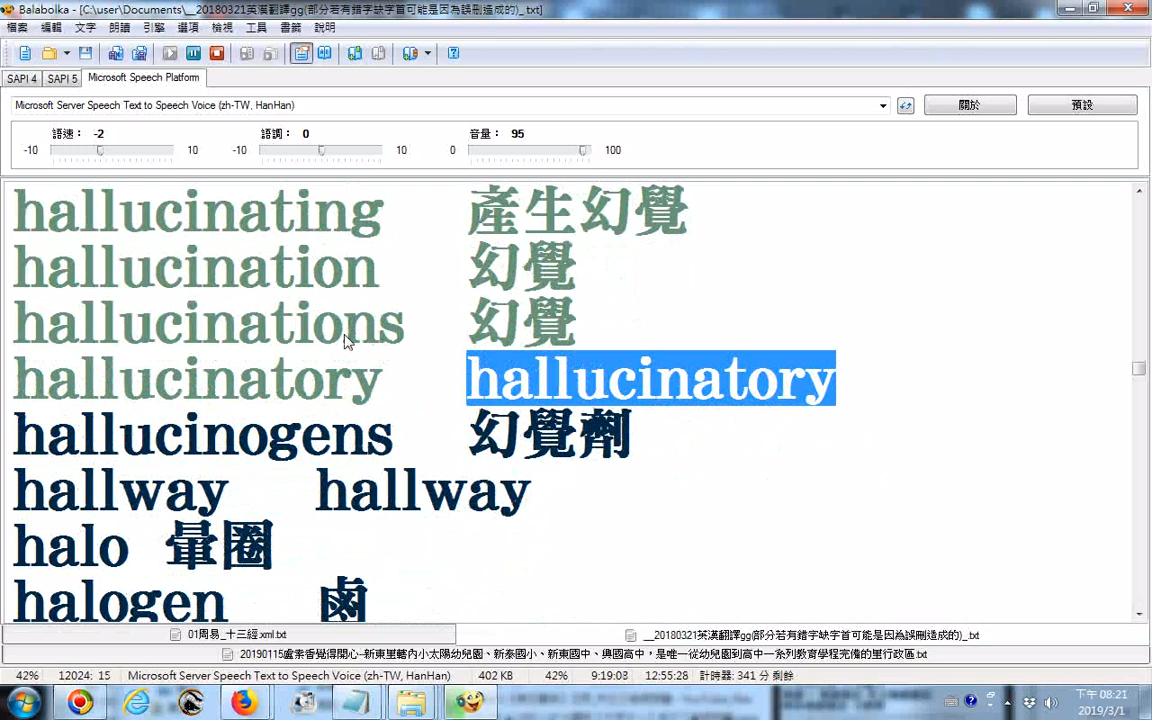 Balabolka - [C:\user\Documents\__20180321英漢翻譯gg(部分若有錯字缺字首可能是因為誤刪造成的)_.txt]
檔案 編輯 文字 朗讀 引擎 選項 檢視 工具 書籤 說明
SAPI 4 SAPI 5 Microsoft Speech Platform
Microsoft Server Speech Text to Speech Voice (zh-TW, HanHan) 關於 預設
語速： -2 語調： 0 音量： 95
-10 10 -10 10 0 100
hallucinating 產生幻覺
hallucination 幻覺
hallucinations 幻覺
hallucinatory hallucinatory
hallucinogens 幻覺劑
hallway hallway
halo 暈圈
halogen 鹵
01周易_十三經.xml.txt __20180321英漢翻譯gg(部分若有錯字缺字首可能是因為誤刪造成的)_.txt
20190115盧素香覺得開心~新東里轄內小太陽幼兒園、新泰國小、新東國中、興國高中，是唯一從幼兒園到高中一系列教育學程完備的里行政區.txt
42% 12024: 15 Microsoft Server Speech Text to Speech Voice (zh-TW, HanHan) 402 KB 42% 9:19:03 12:55:28 計時器: 341 分 剩餘
下午 08:21
2019/3/1